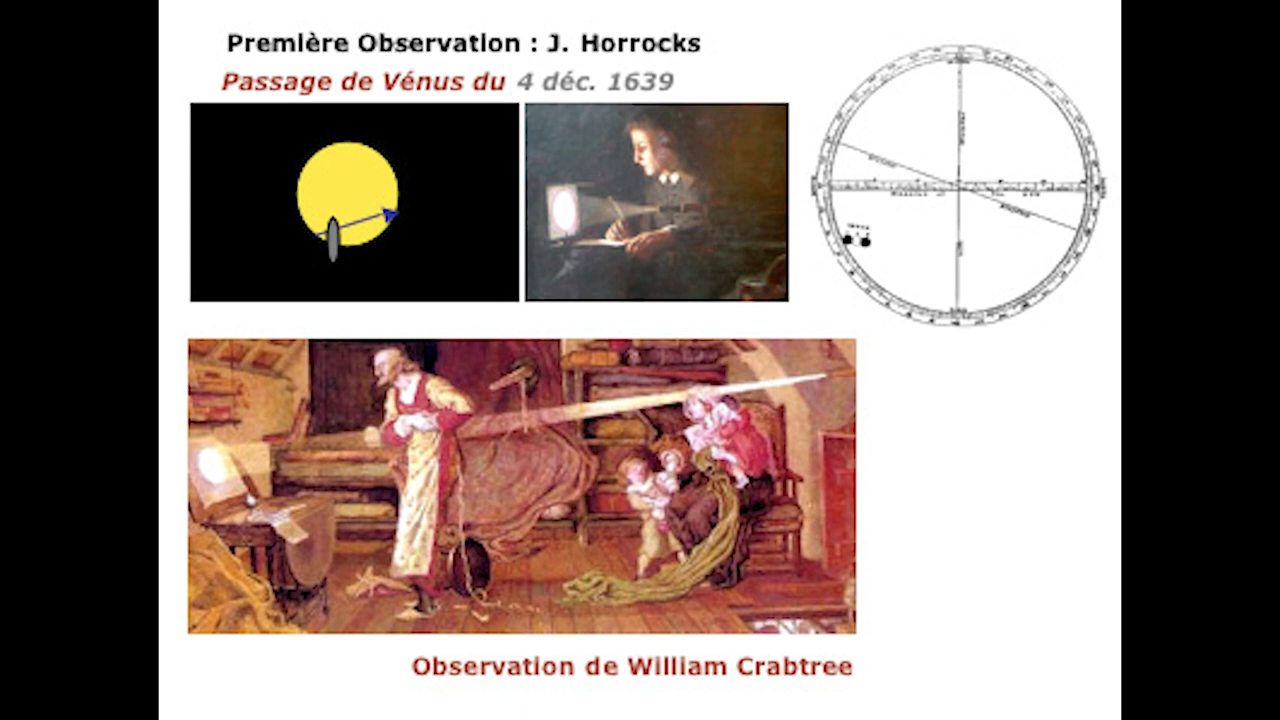 Première Observation : J. Horrocks
Passage de Vénus du 4 déc. 1639
Observation de William Crabtree